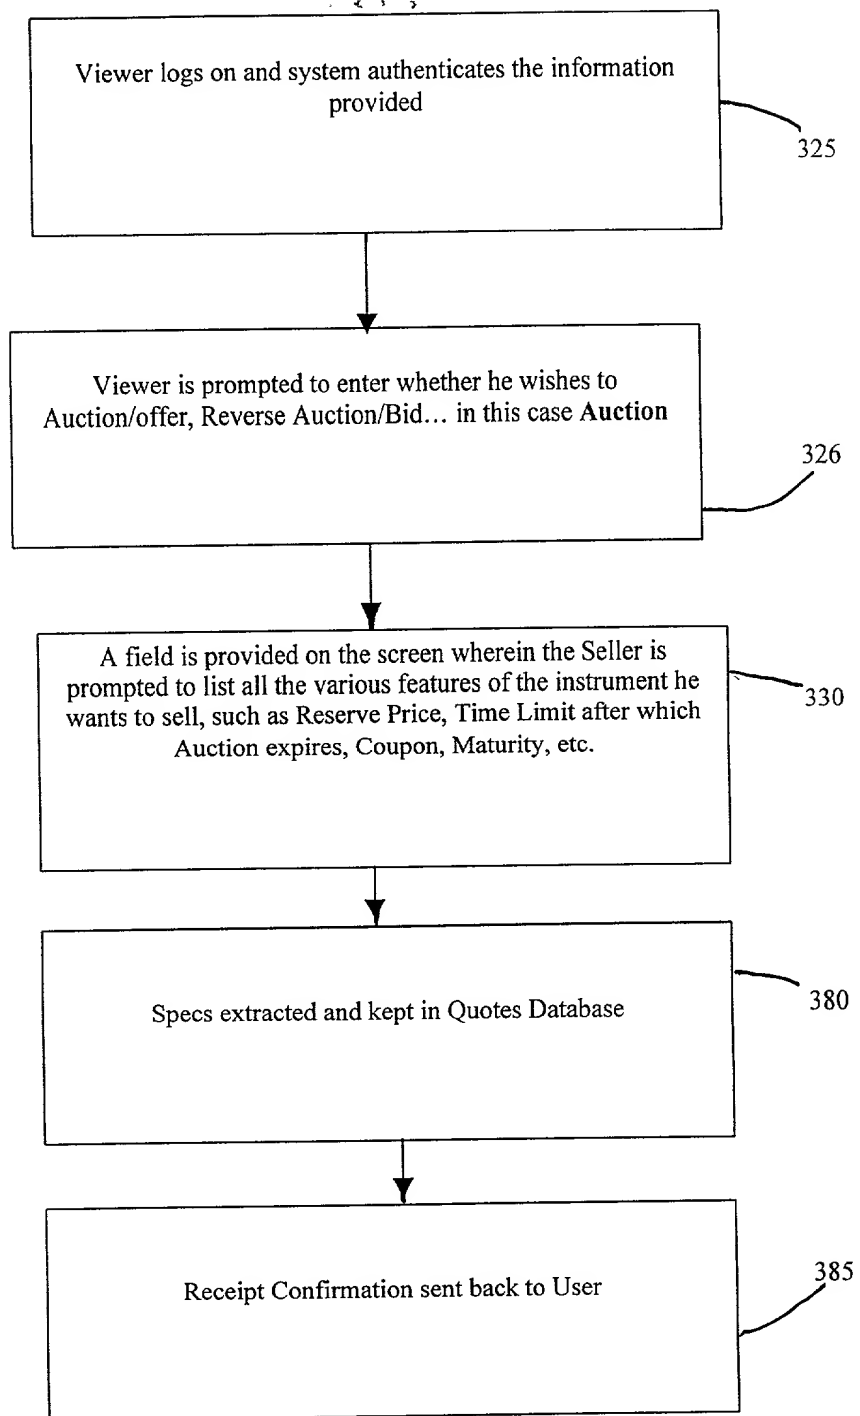 Viewer logs on and system authenticates the information
provided
325
Viewer is prompted to enter whether he wishes to
Auction/offer, Reverse Auction/Bid... in this case Auction
326
A field is provided on the screen wherein the Seller is
prompted to list all the various features of the instrument he
wants to sell, such as Reserve Price, Time Limit after which
Auction expires, Coupon, Maturity, etc.
330
Specs extracted and kept in Quotes Database
380
Receipt Confirmation sent back to User
385